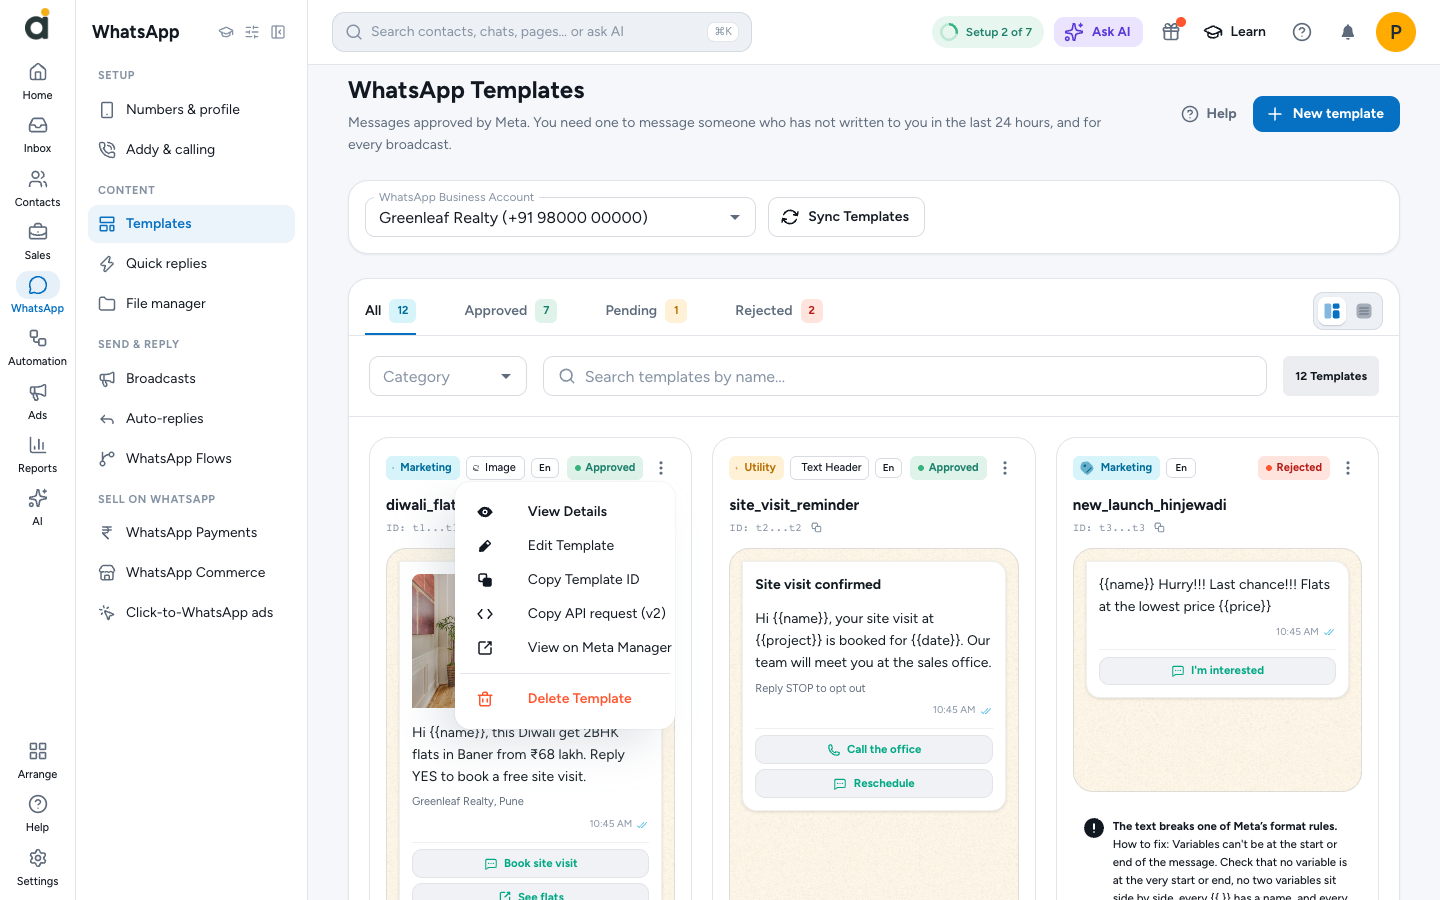 WhatsApp
Search contacts, chats, pages... or ask AI
⌘K
Setup 2 of 7
Ask AI
Learn
P
Home
Inbox
Contacts
Sales
WhatsApp
Automation
Ads
Reports
AI
Arrange
Help
Settings
SETUP
Numbers & profile
Addy & calling
CONTENT
Templates
Quick replies
File manager
SEND & REPLY
Broadcasts
Auto-replies
WhatsApp Flows
SELL ON WHATSAPP
WhatsApp Payments
WhatsApp Commerce
Click-to-WhatsApp ads
WhatsApp Templates
Messages approved by Meta. You need one to message someone who has not written to you in the last 24 hours, and for
every broadcast.
Help
New template
WhatsApp Business Account
Greenleaf Realty (+91 98000 00000)
Sync Templates
All 12
Approved 7
Pending 1
Rejected 2
Category
Search templates by name...
12 Templates
Marketing
Image
En
Approved
diwali_flat
ID: t1...t1
View Details
Edit Template
Copy Template ID
Copy API request (v2)
View on Meta Manager
Delete Template
Hi {{name}}, this Diwali get 2BHK
flats in Baner from ₹68 lakh. Reply
YES to book a free site visit.
Greenleaf Realty, Pune
10:45 AM
Book site visit
See flats
Utility
Text Header
En
Approved
site_visit_reminder
ID: t2...t2
Site visit confirmed
Hi {{name}}, your site visit at
{{project}} is booked for {{date}}. Our
team will meet you at the sales office.
Reply STOP to opt out
10:45 AM
Call the office
Reschedule
Marketing
En
Rejected
new_launch_hinjewadi
ID: t3...t3
{{name}} Hurry!!! Last chance!!! Flats
at the lowest price {{price}}
10:45 AM
I'm interested
The text breaks one of Meta's format rules.
How to fix: Variables can't be at the start or
end of the message. Check that no variable is
at the very start or end, no two variables sit
side by side, every {{ }} has a name, and every